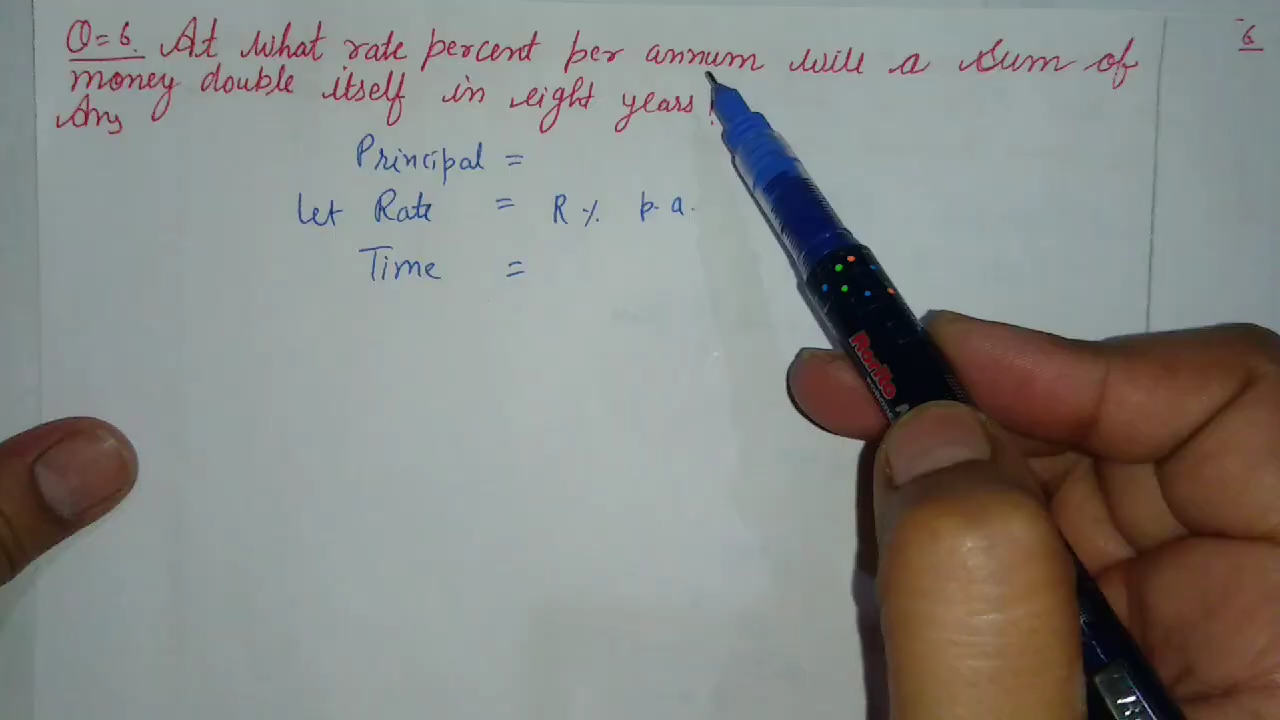 Q=6. At what rate percent per annum will a sum of
6
money double itself in eight years?
Ans
Principal =
let Rate = R% p.a.
Time =
Rorito